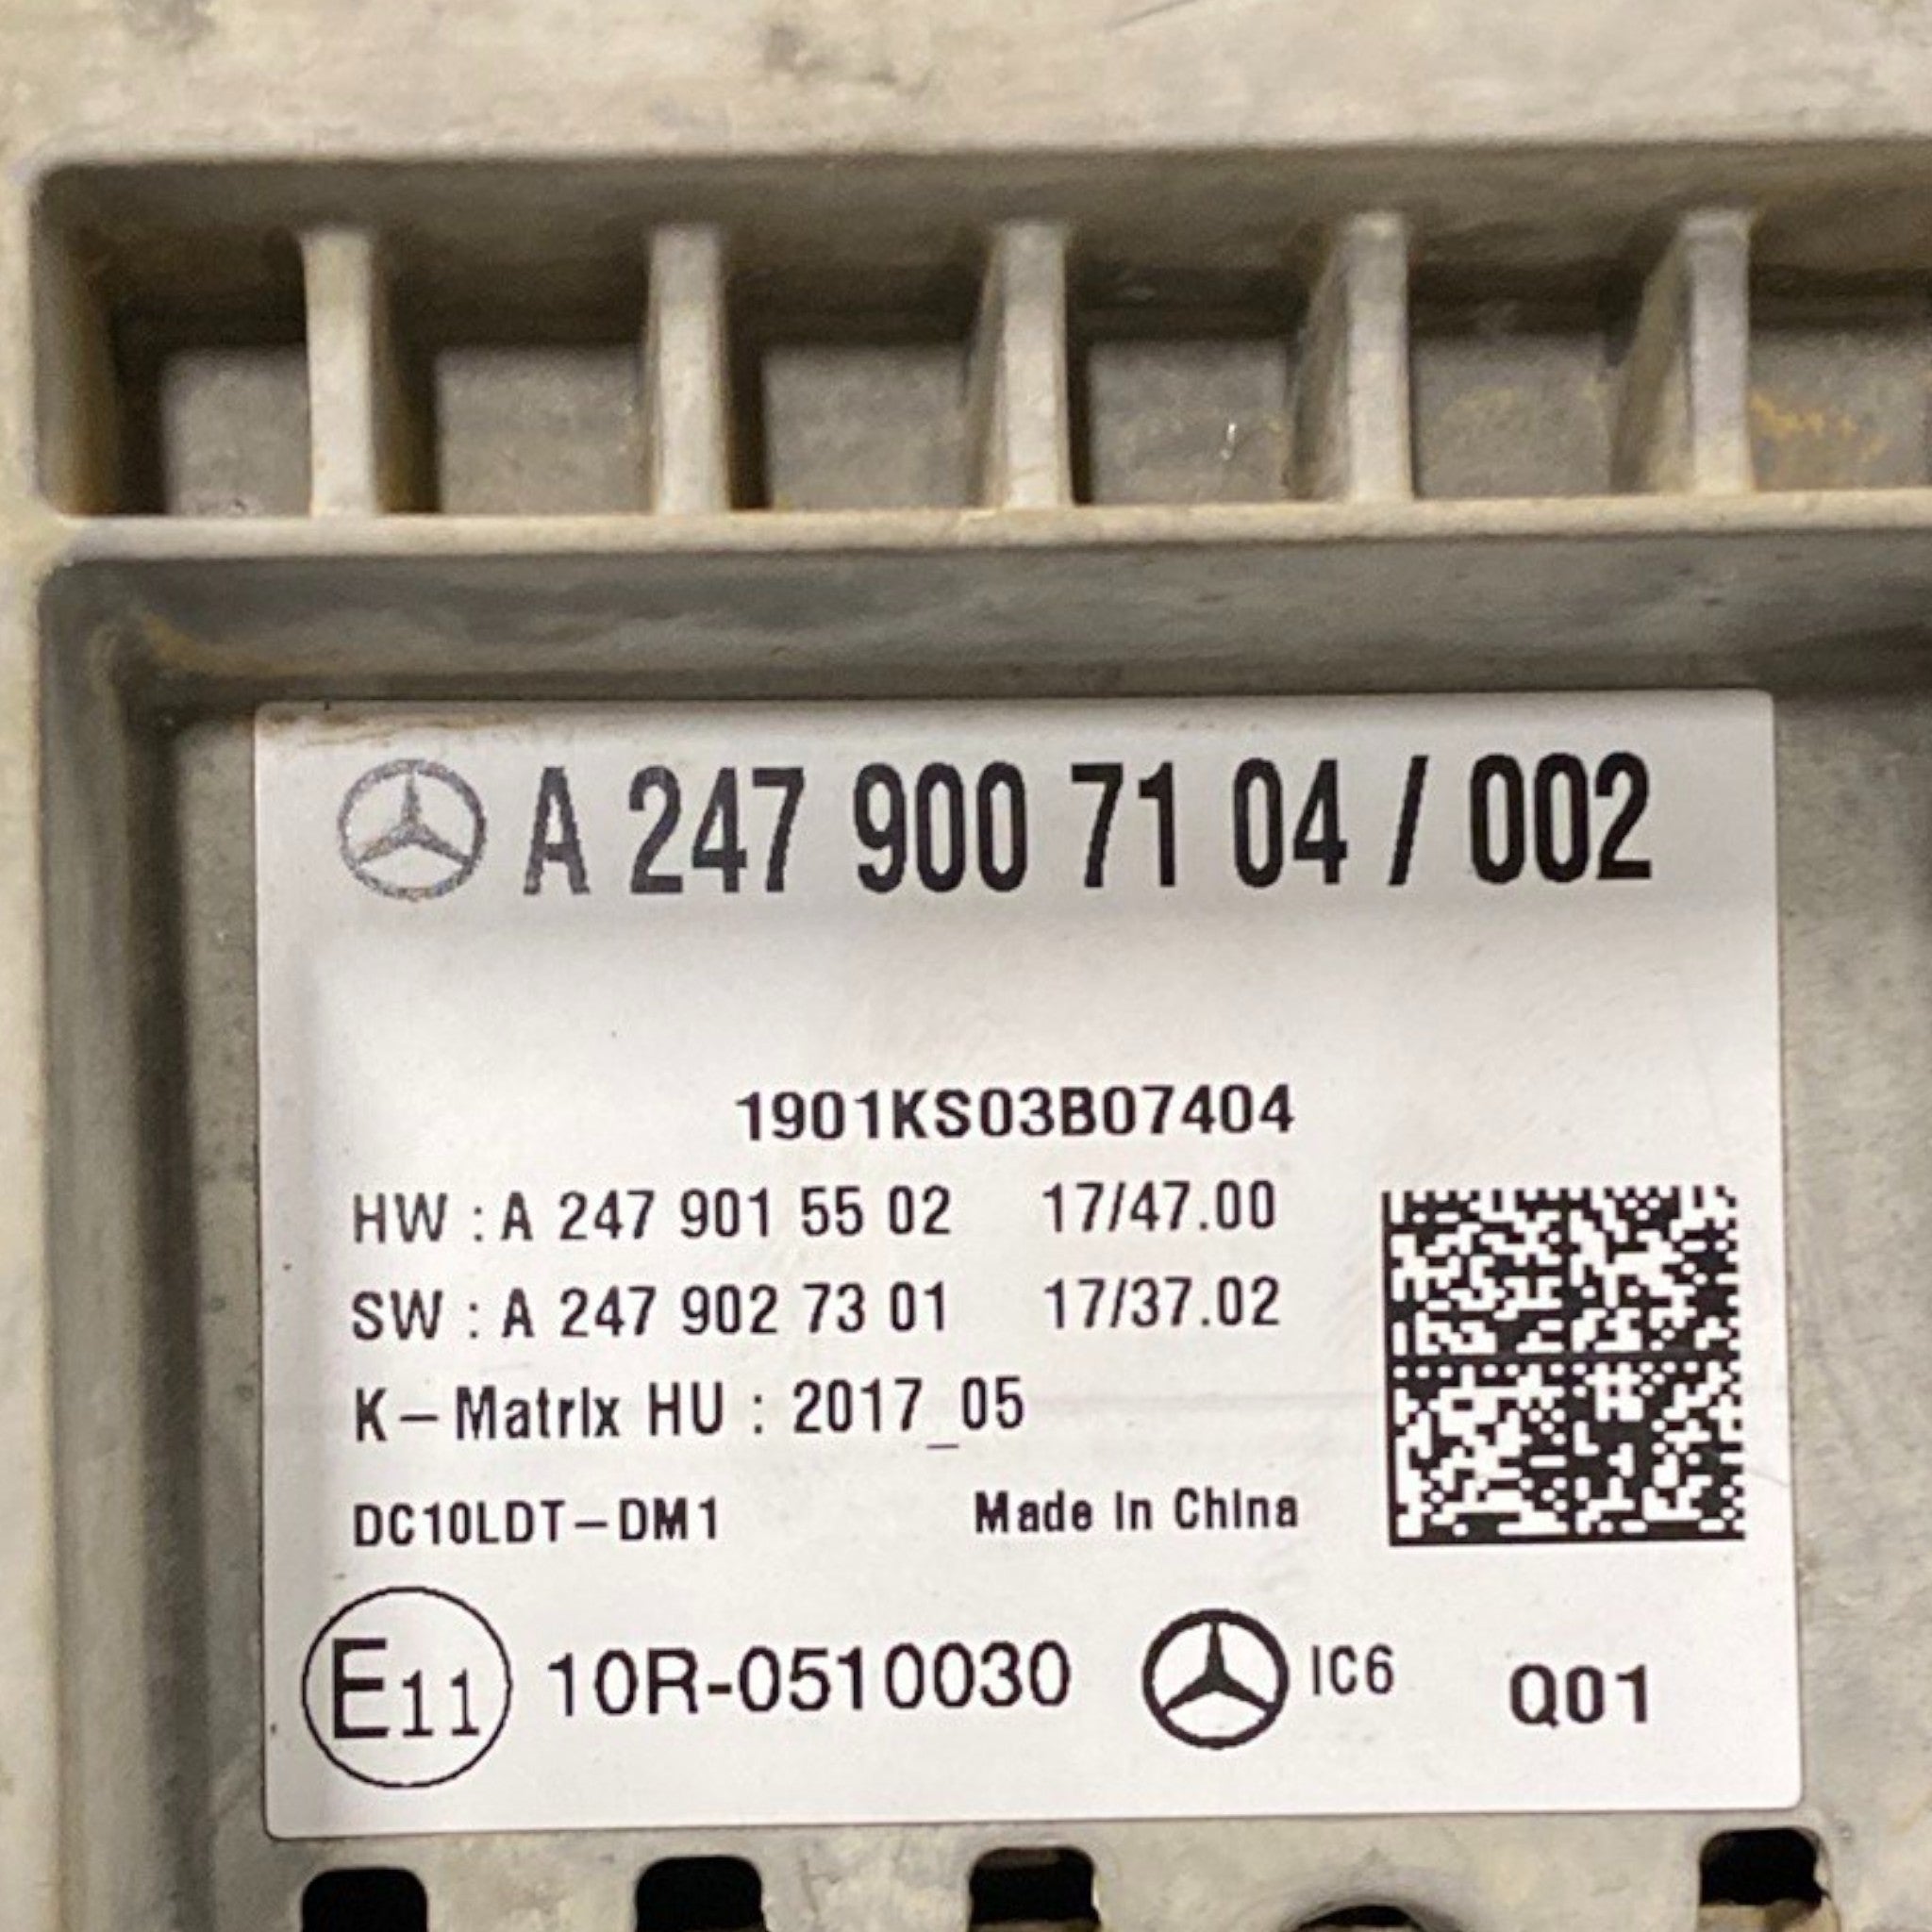 A 247 900 71 04 / 002
1901KS03B07404
HW : A 247 901 55 02 17/47.00
SW : A 247 902 73 01 17/37.02
K-Matrix HU : 2017_05
DC10LDT-DM1 Made in China
E11 10R-0510030 IC6 Q01